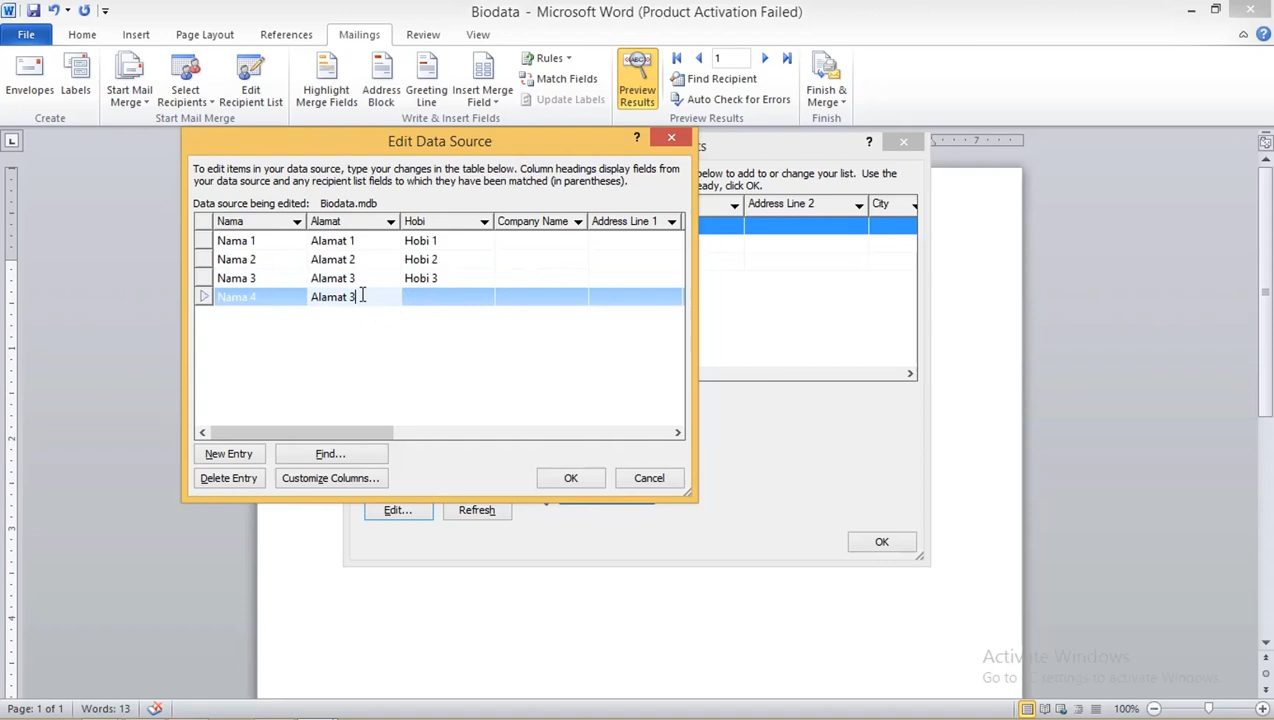 Biodata - Microsoft Word (Product Activation Failed)
File Home Insert Page Layout References Mailings Review View
Envelopes
Labels
Create
Start Mail Merge
Select Recipients
Edit Recipient List
Start Mail Merge
Highlight Merge Fields
Address Block
Greeting Line
Insert Merge Field
Rules
Match Fields
Update Labels
Write & Insert Fields
ABC
Preview Results
1
Find Recipient
Auto Check for Errors
Preview Results
Finish & Merge
Finish
Edit Data Source
To edit items in your data source, type your changes in the table below. Column headings display fields from
your data source and any recipient list fields to which they have been matched (in parentheses).
Data source being edited: Biodata.mdb
Nama Alamat Hobi Company Name Address Line 1
Nama 1 Alamat 1 Hobi 1
Nama 2 Alamat 2 Hobi 2
Nama 3 Alamat 3 Hobi 3
Nama 4 Alamat 3
New Entry Find...
Delete Entry Customize Columns... OK Cancel
below to add to or change your list. Use the
ready, click OK.
Address Line 2 City
Edit... Refresh
OK
Activate Windows
Go to PC settings to activate Windows.
Page: 1 of 1 Words: 13 100%